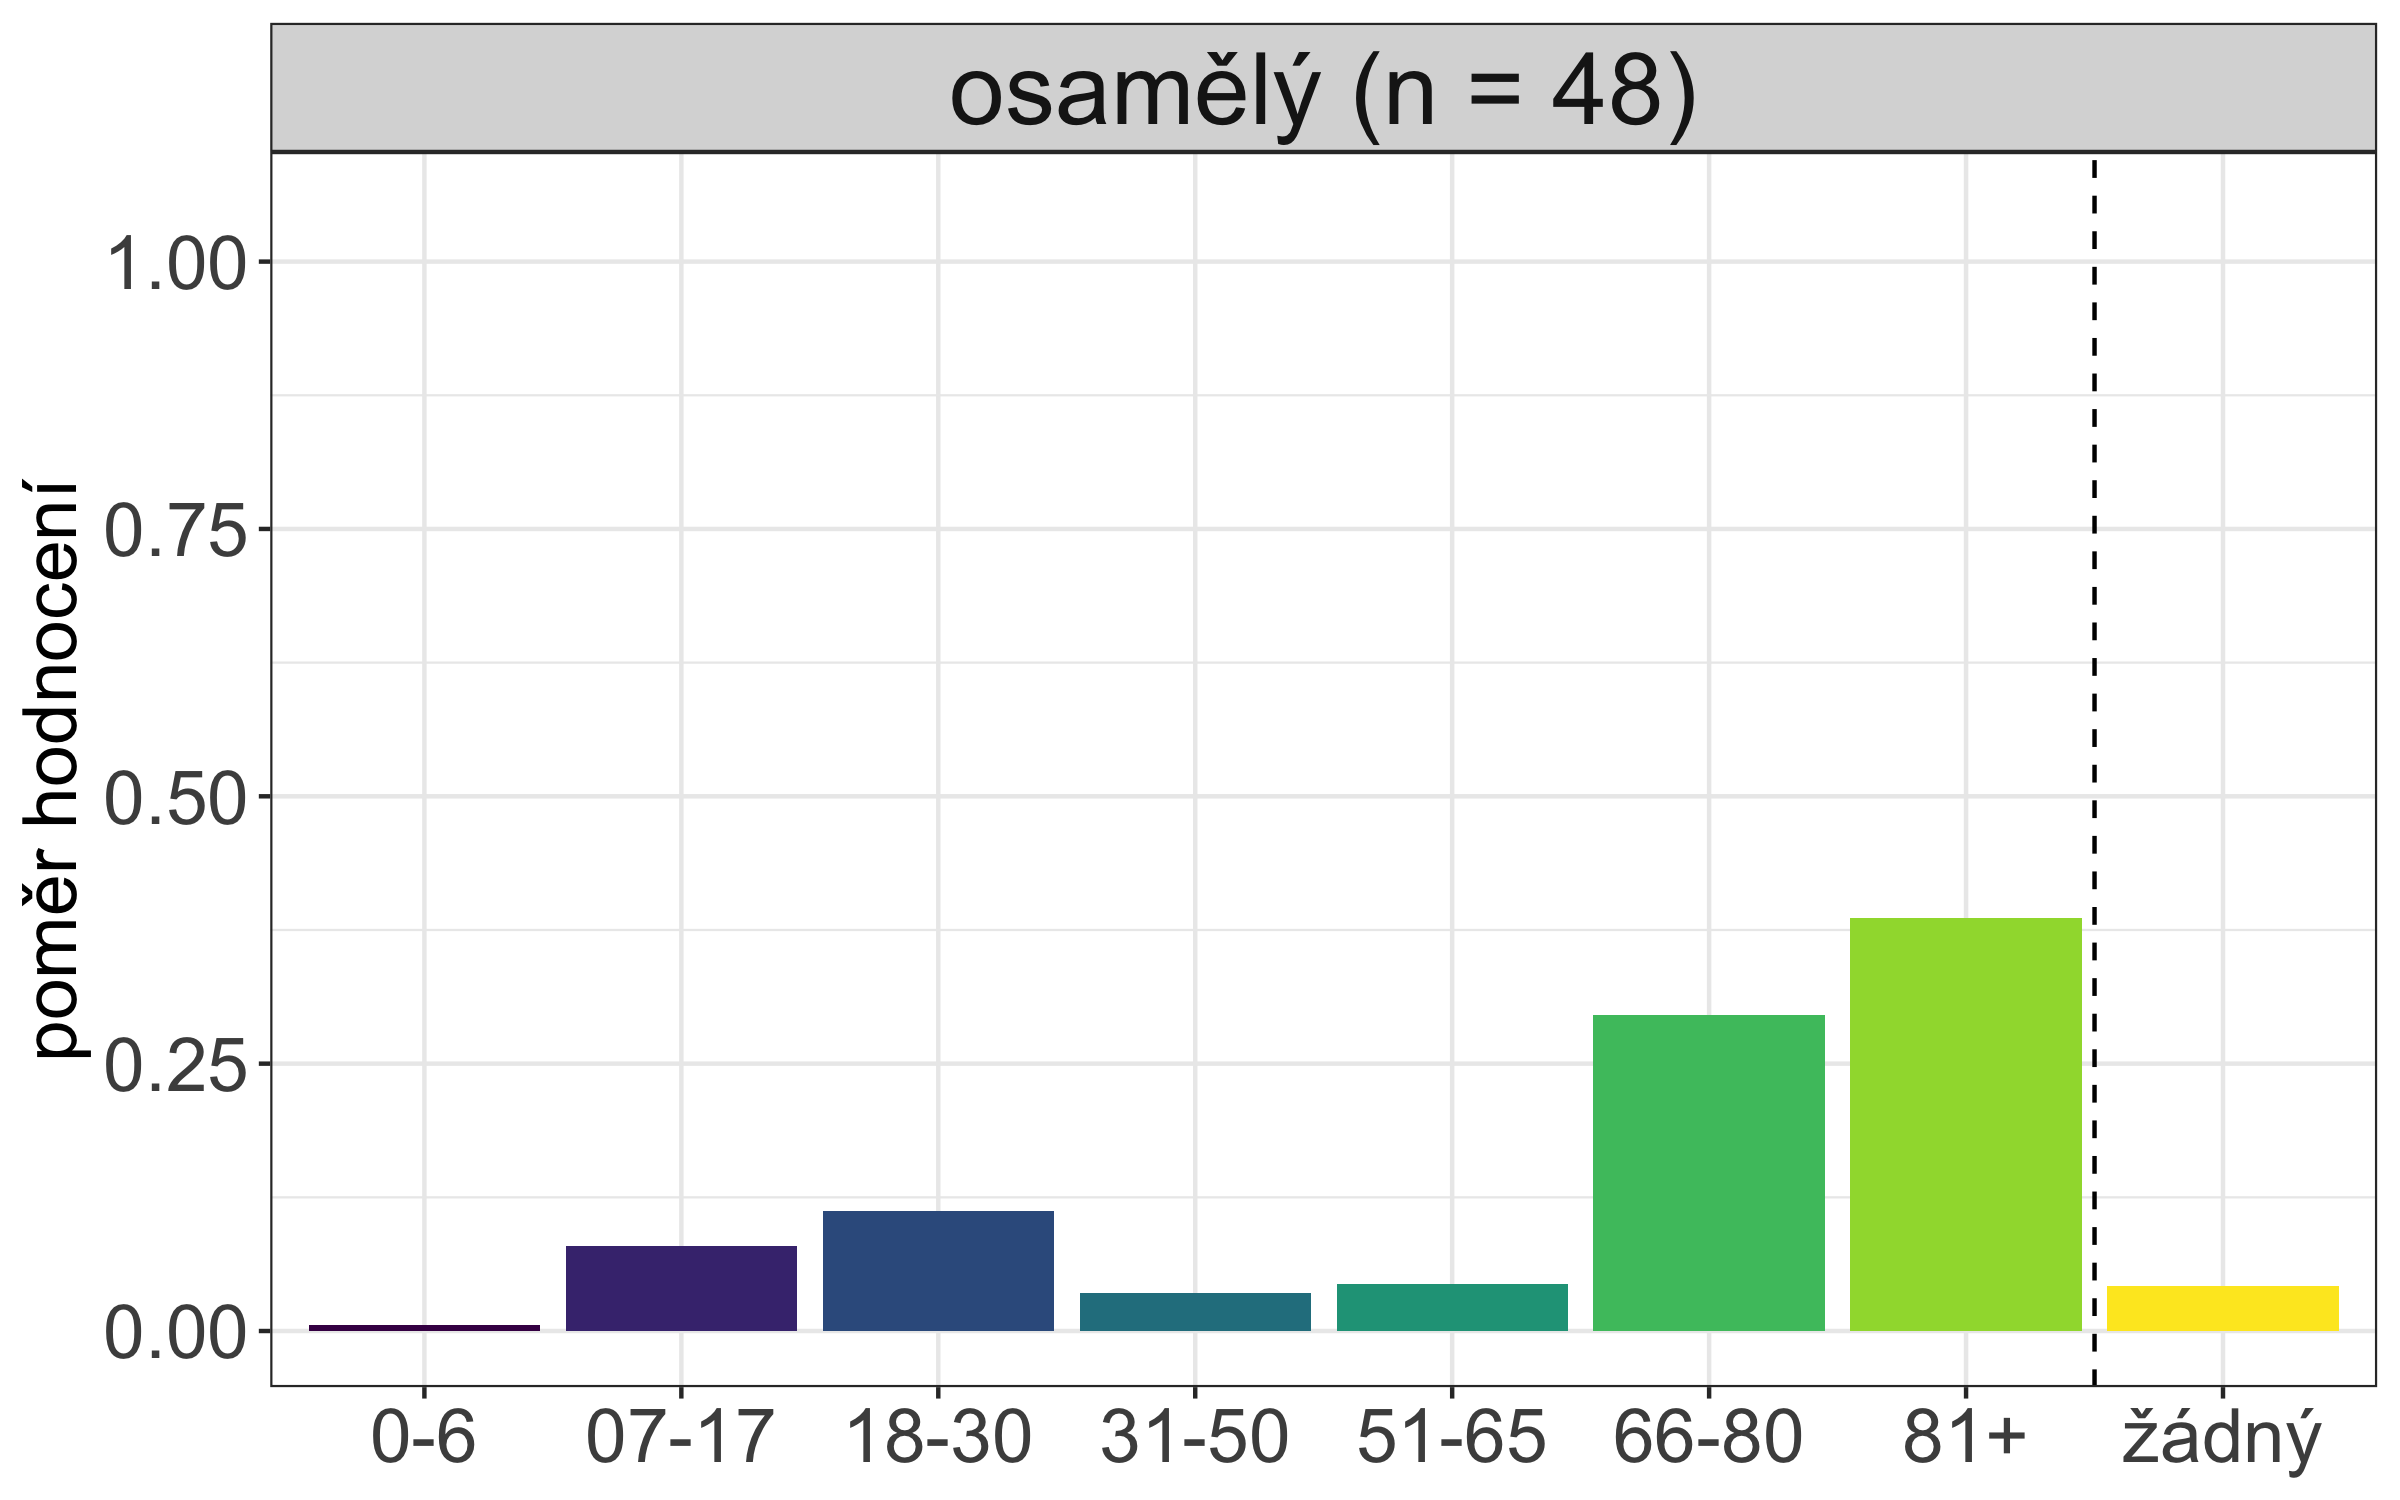 osamělý (n = 48)
poměr hodnocení
1.00
0.75
0.50
0.25
0.00
0-6 07-17 18-30 31-50 51-65 66-80 81+ žádný